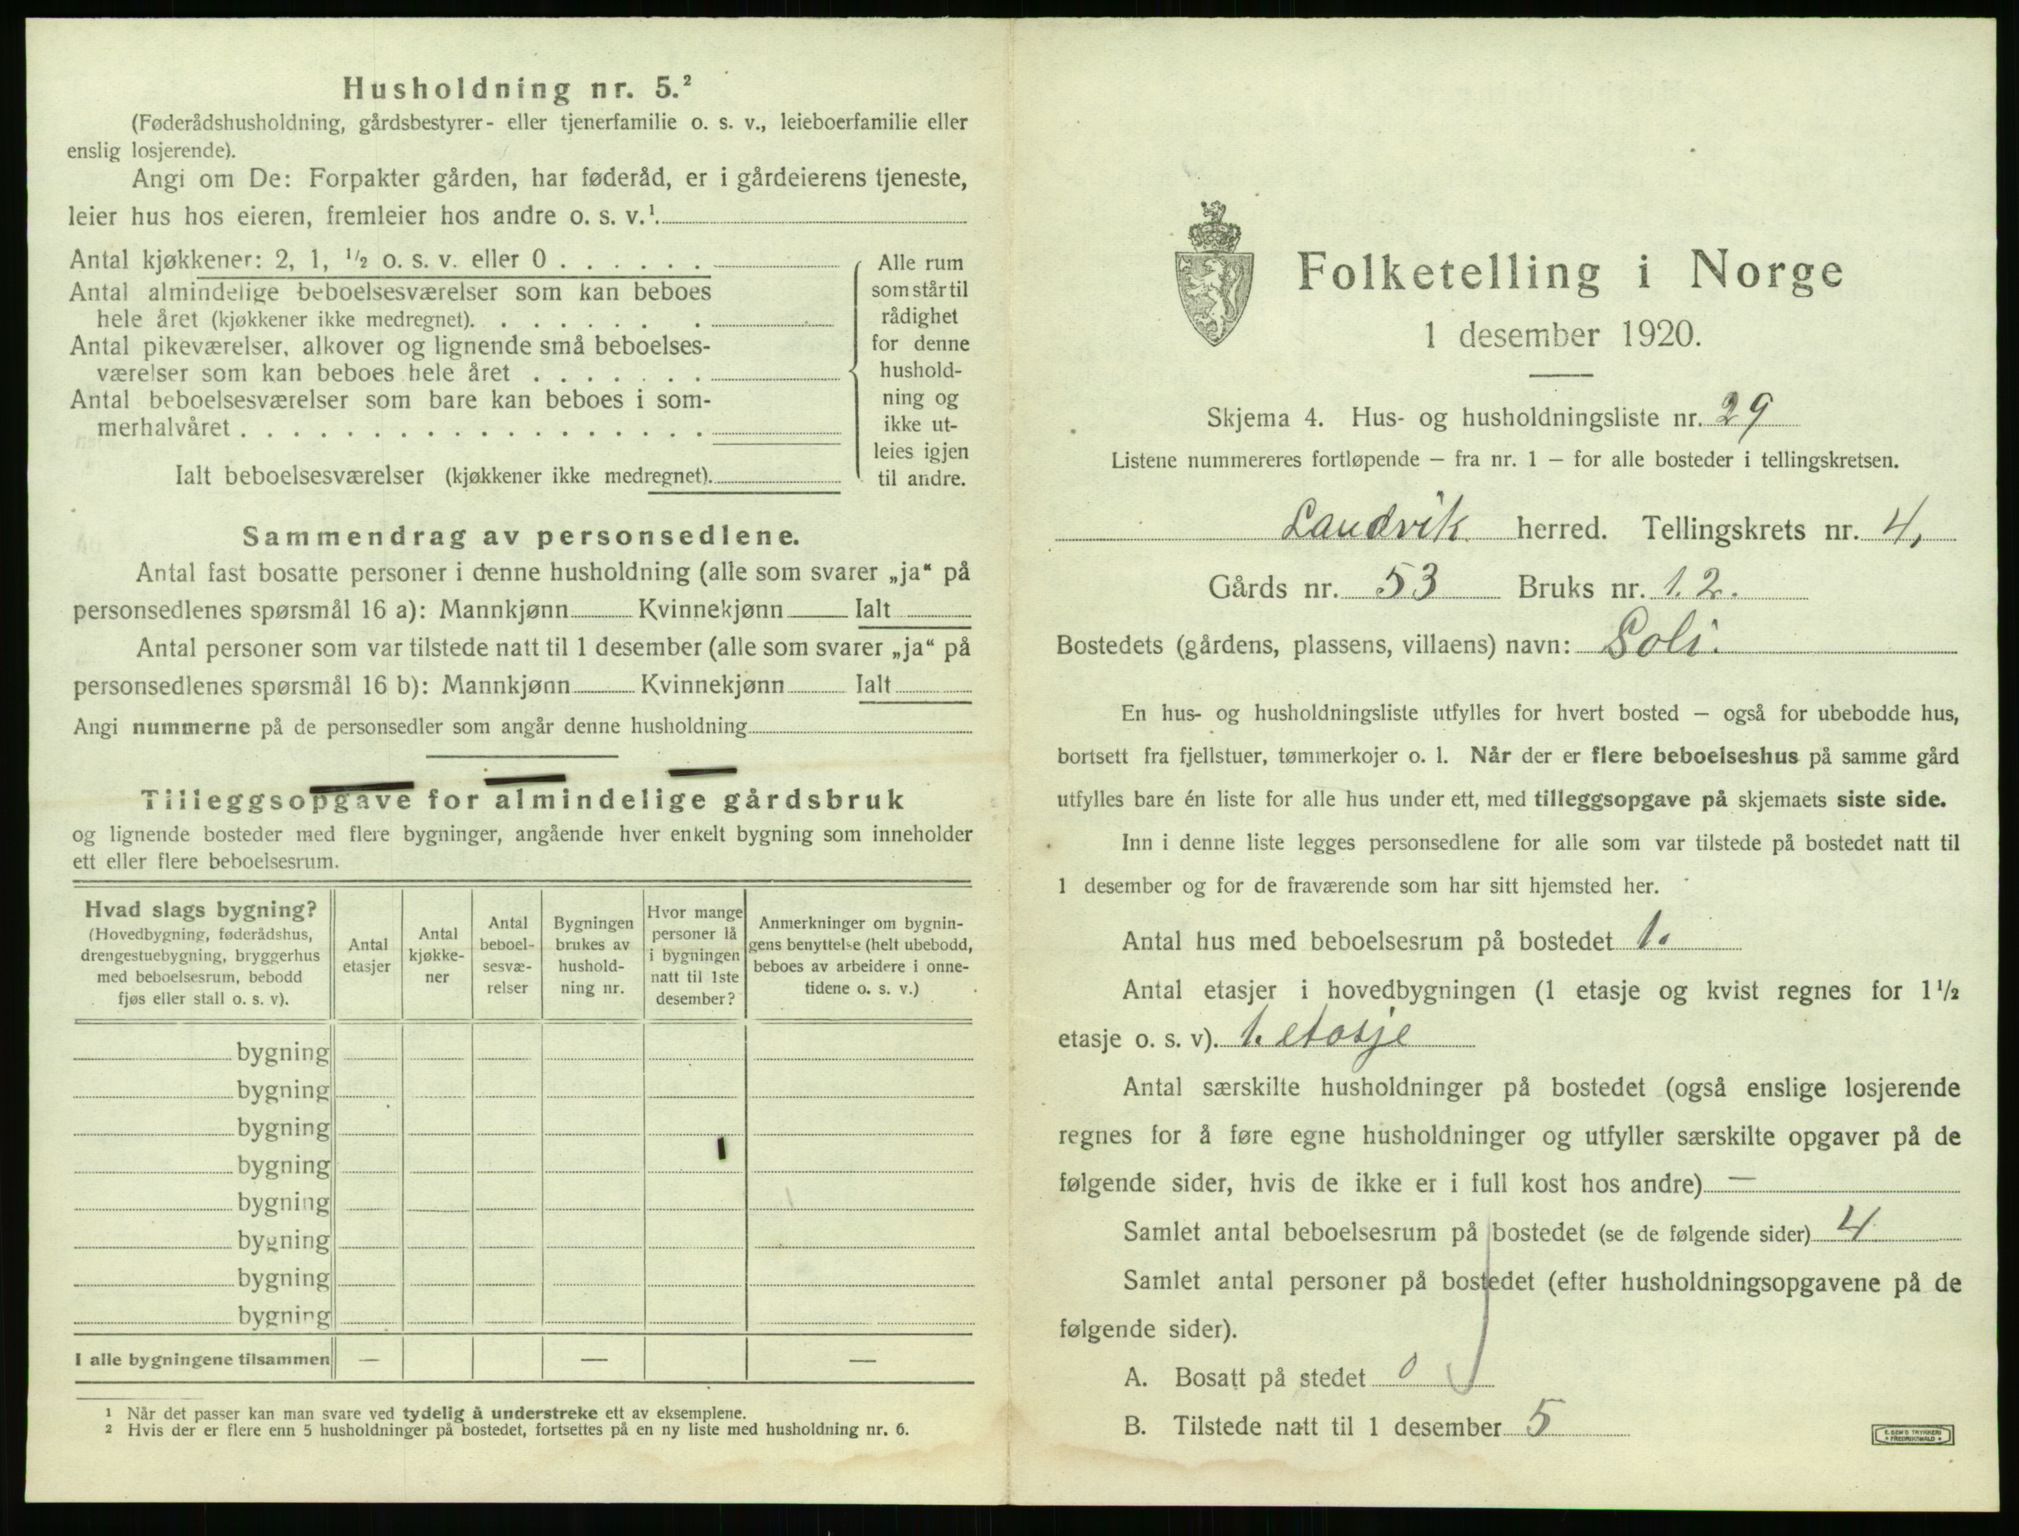 Husholdning nr. 5.²
(Føderådshusholdning, gårdsbestyrer- eller tjenerfamilie o. s. v., leieboerfamilie eller
enslig losjerende).
Angi om De: Forpakter gården, har føderåd, er i gårdeierens tjeneste,
leier hus hos eieren, fremleier hos andre o. s. v.¹
Antal kjøkkener: 2, 1, ½ o. s. v. eller 0 . . . . . .
Antal almindelige beboelsesværelser som kan beboes
hele året (kjøkkener ikke medregnet). . . . . . . .
Antal pikeværelser, alkover og lignende små beboelses-
værelser som kan beboes hele året . . . . . . .
Antal beboelsesværelser som bare kan beboes i som-
merhalvåret . . . . . . . . . . . . . . . . . .
Ialt beboelsesværelser (kjøkkener ikke medregnet).
Alle rum
som står til
rådighet
for denne
hushold-
ning og
ikke ut-
leies igjen
til andre.
Sammendrag av personsedlene.
Antal fast bosatte personer i denne husholdning (alle som svarer „ja“ på
personsedlenes spørsmål 16 a): Mannkjønn Kvinnekjønn Ialt
Antal personer som var tilstede natt til 1 desember (alle som svarer „ja“ på
personsedlenes spørsmål 16 b): Mannkjønn Kvinnekjønn Ialt
Angi nummerne på de personsedler som angår denne husholdning
Tilleggsopgave for almindelige gårdsbruk
og lignende bosteder med flere bygninger, angående hver enkelt bygning som inneholder
ett eller flere beboelsesrum.
Hvad slags bygning?
(Hovedbygning, føderådshus,
drengestuebygning, bryggerhus
med beboelsesrum, bebodd
fjøs eller stall o. s. v).
Antal
etasjer
Antal
kjøkke-
ner
Antal
beboel-
sesvæ-
relser
Bygningen
brukes av
hushold-
ning nr.
Hvor mange
personer lå
i bygningen
natt til 1ste
desember?
Anmerkninger om bygnin-
gens benyttelse (helt ubebodd,
beboes av arbeidere i onne-
tidene o. s. v.)
bygning
bygning
bygning
bygning
bygning
bygning
bygning
bygning
I alle bygningene tilsammen — — —
¹ Når det passer kan man svare ved tydelig å understreke ett av eksemplene.
² Hvis der er flere enn 5 husholdninger på bostedet, fortsettes på en ny liste med husholdning nr. 6.
Folketelling i Norge
1 desember 1920.
Skjema 4. Hus- og husholdningsliste nr. 29
Listene nummereres fortløpende – fra nr. 1 – for alle bosteder i tellingskretsen.
Landvik herred. Tellingskrets nr. 4,
Gårds nr. 53 Bruks nr. 12.
Bostedets (gårdens, plassens, villaens) navn: Soli.
En hus- og husholdningsliste utfylles for hvert bosted – også for ubebodde hus,
bortsett fra fjellstuer, tømmerkojer o. l. Når der er flere beboelseshus på samme gård
utfylles bare én liste for alle hus under ett, med tilleggsopgave på skjemaets siste side.
Inn i denne liste legges personsedlene for alle som var tilstede på bostedet natt til
1 desember og for de fraværende som har sitt hjemsted her.
Antal hus med beboelsesrum på bostedet 1.
Antal etasjer i hovedbygningen (1 etasje og kvist regnes for 1½
etasje o. s. v). 1. etasje
Antal særskilte husholdninger på bostedet (også enslige losjerende
regnes for å føre egne husholdninger og utfyller særskilte opgaver på de
følgende sider, hvis de ikke er i full kost hos andre) —
Samlet antal beboelsesrum på bostedet (se de følgende sider) 4
Samlet antal personer på bostedet (efter husholdningsopgavene på de
følgende sider).
A. Bosatt på stedet 0
B. Tilstede natt til 1 desember 5